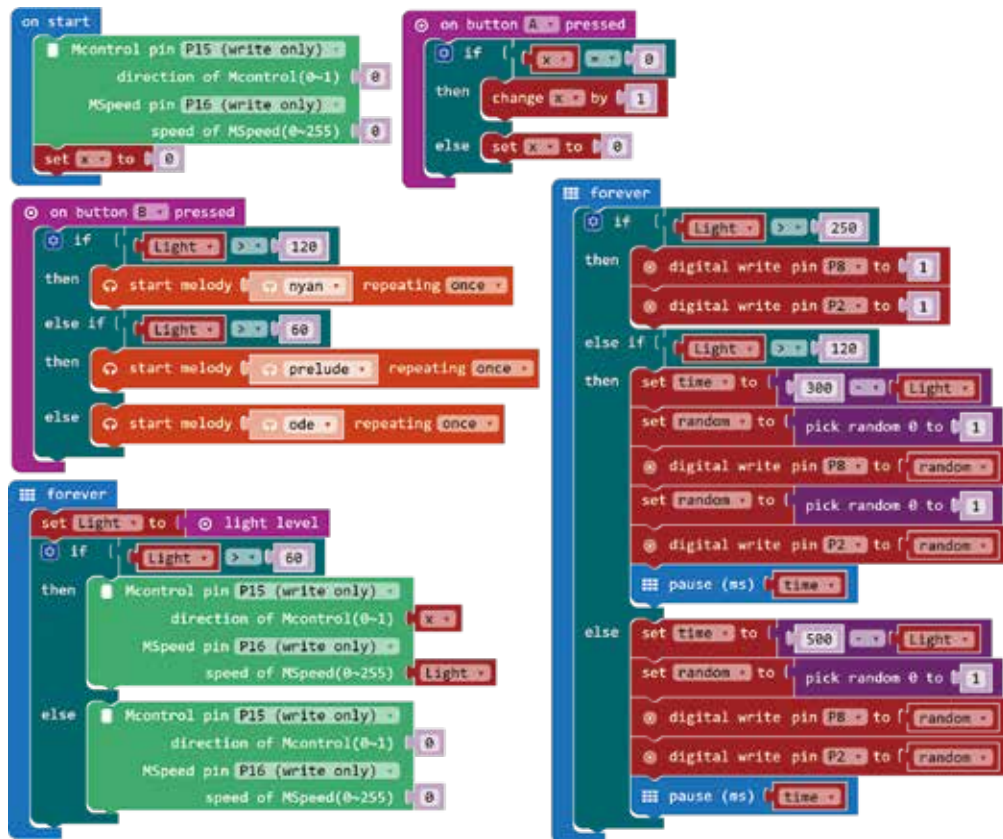 on start
Mcontrol pin P15 (write only)
direction of Mcontrol(0~1) 0
MSpeed pin P16 (write only)
speed of MSpeed(0~255) 0
set x to 0
on button A pressed
if x = 0
then change x by 1
else set x to 0
on button B pressed
if Light > 120
then start melody nyan repeating once
else if Light > 60
then start melody prelude repeating once
else start melody ode repeating once
forever
set Light to light level
if Light > 60
then Mcontrol pin P15 (write only)
direction of Mcontrol(0~1) x
MSpeed pin P16 (write only)
speed of MSpeed(0~255) Light
else Mcontrol pin P15 (write only)
direction of Mcontrol(0~1) 0
MSpeed pin P16 (write only)
speed of MSpeed(0~255) 0
forever
if Light > 250
then digital write pin P8 to 1
digital write pin P2 to 1
else if Light > 120
then set time to 300 - Light
set random to pick random 0 to 1
digital write pin P8 to random
set random to pick random 0 to 1
digital write pin P2 to random
pause (ms) time
else set time to 500 - Light
set random to pick random 0 to 1
digital write pin P8 to random
digital write pin P2 to random
pause (ms) time